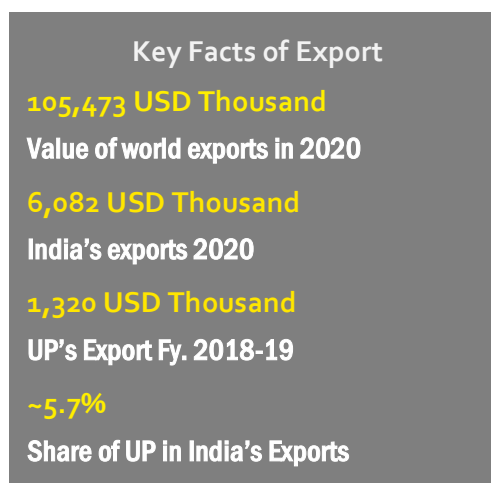 Key Facts of Export
105,473 USD Thousand
Value of world exports in 2020
6,082 USD Thousand
India’s exports 2020
1,320 USD Thousand
UP’s Export Fy. 2018-19
~5.7%
Share of UP in India’s Exports